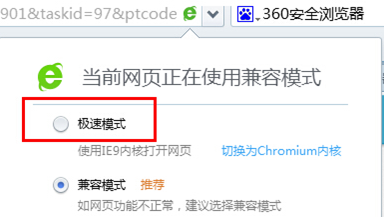 901&taskid=97&ptcode 360安全浏览器
当前网页正在使用兼容模式
极速模式
使用IE9内核打开网页 切换为Chromium内核
兼容模式 推荐
如网页功能不正常，建议选择兼容模式